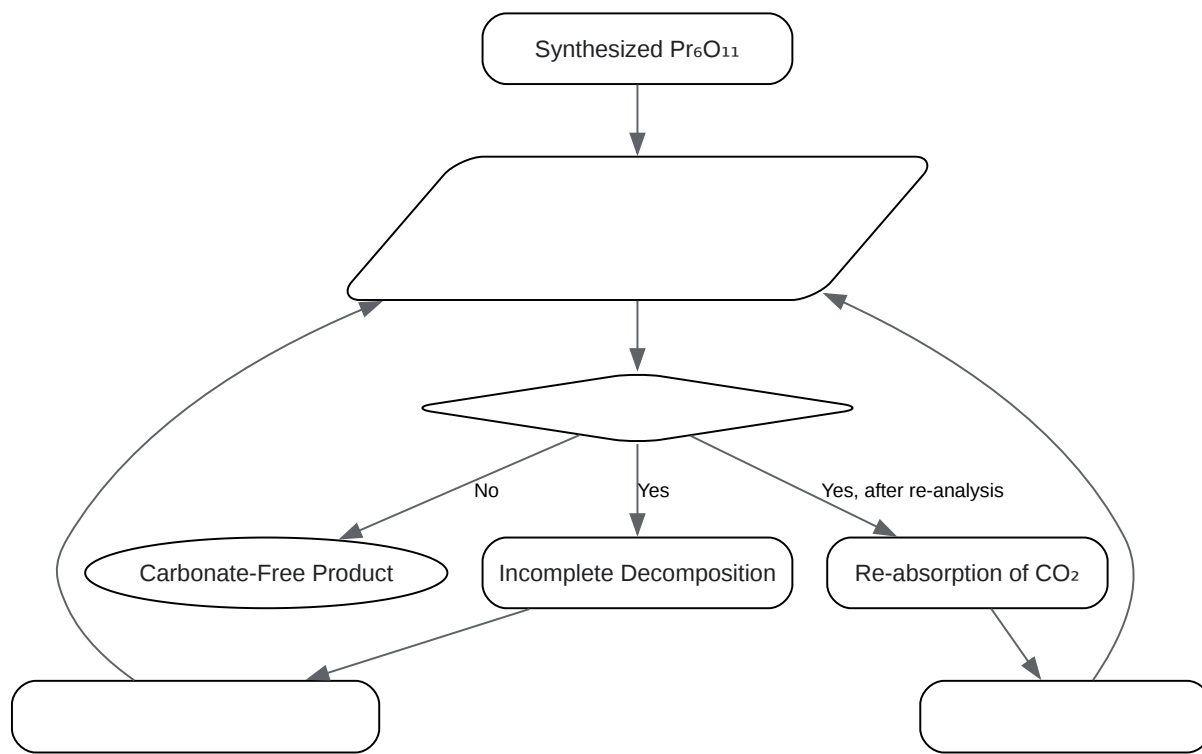 Synthesized Pr₆O₁₁
No
Yes
Yes, after re-analysis
Carbonate-Free Product
Incomplete Decomposition
Re-absorption of CO₂